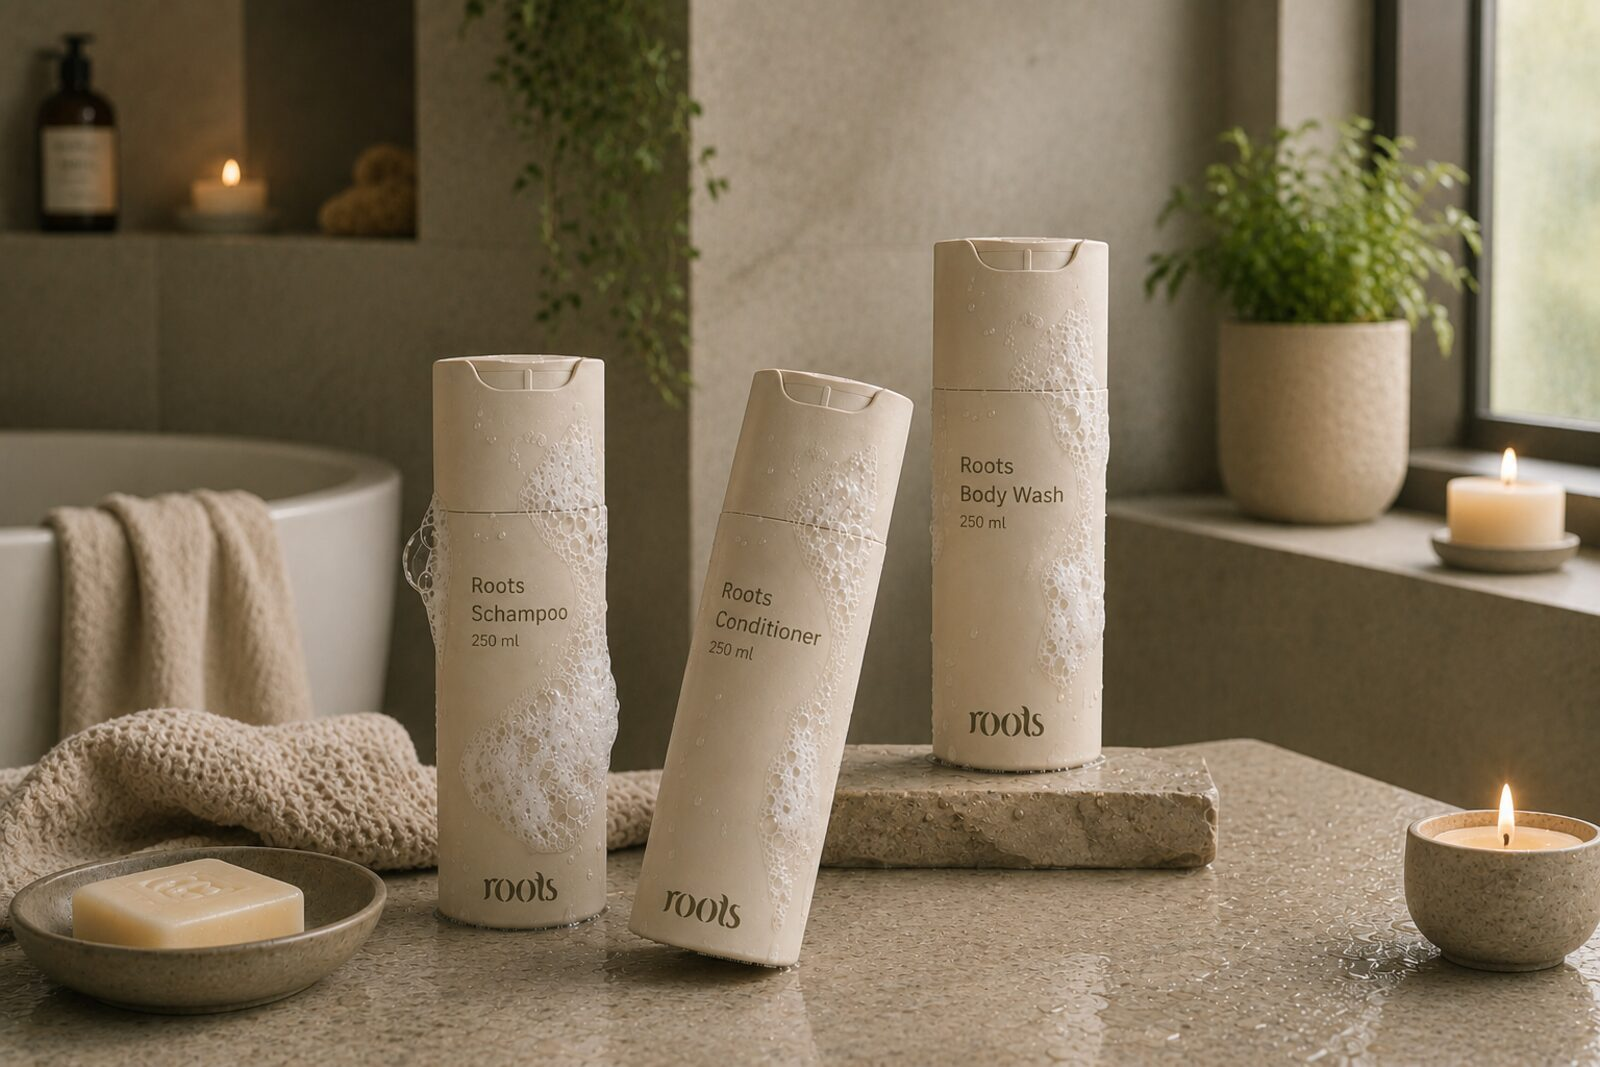 Roots
Schampoo
250 ml
roots
Roots
Conditioner
250 ml
roots
Roots
Body Wash
250 ml
roots